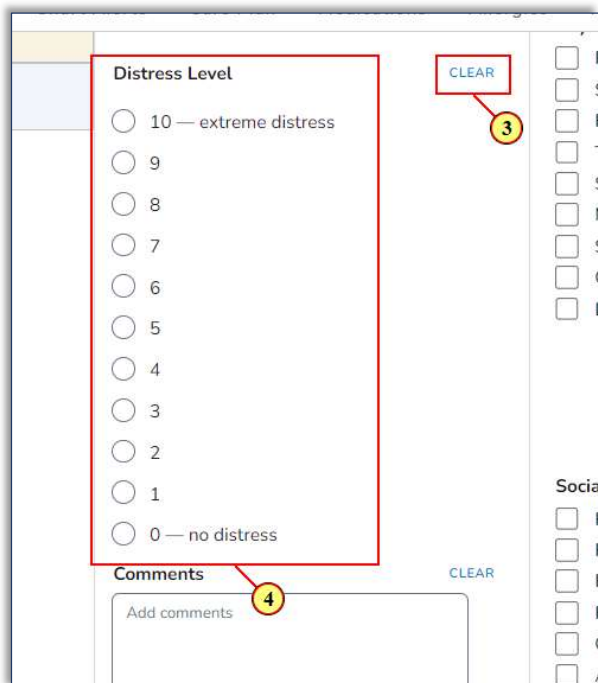 Distress Level
CLEAR
3
10 — extreme distress
9
8
7
6
5
4
3
2
1
0 — no distress
Comments
CLEAR
4
Add comments